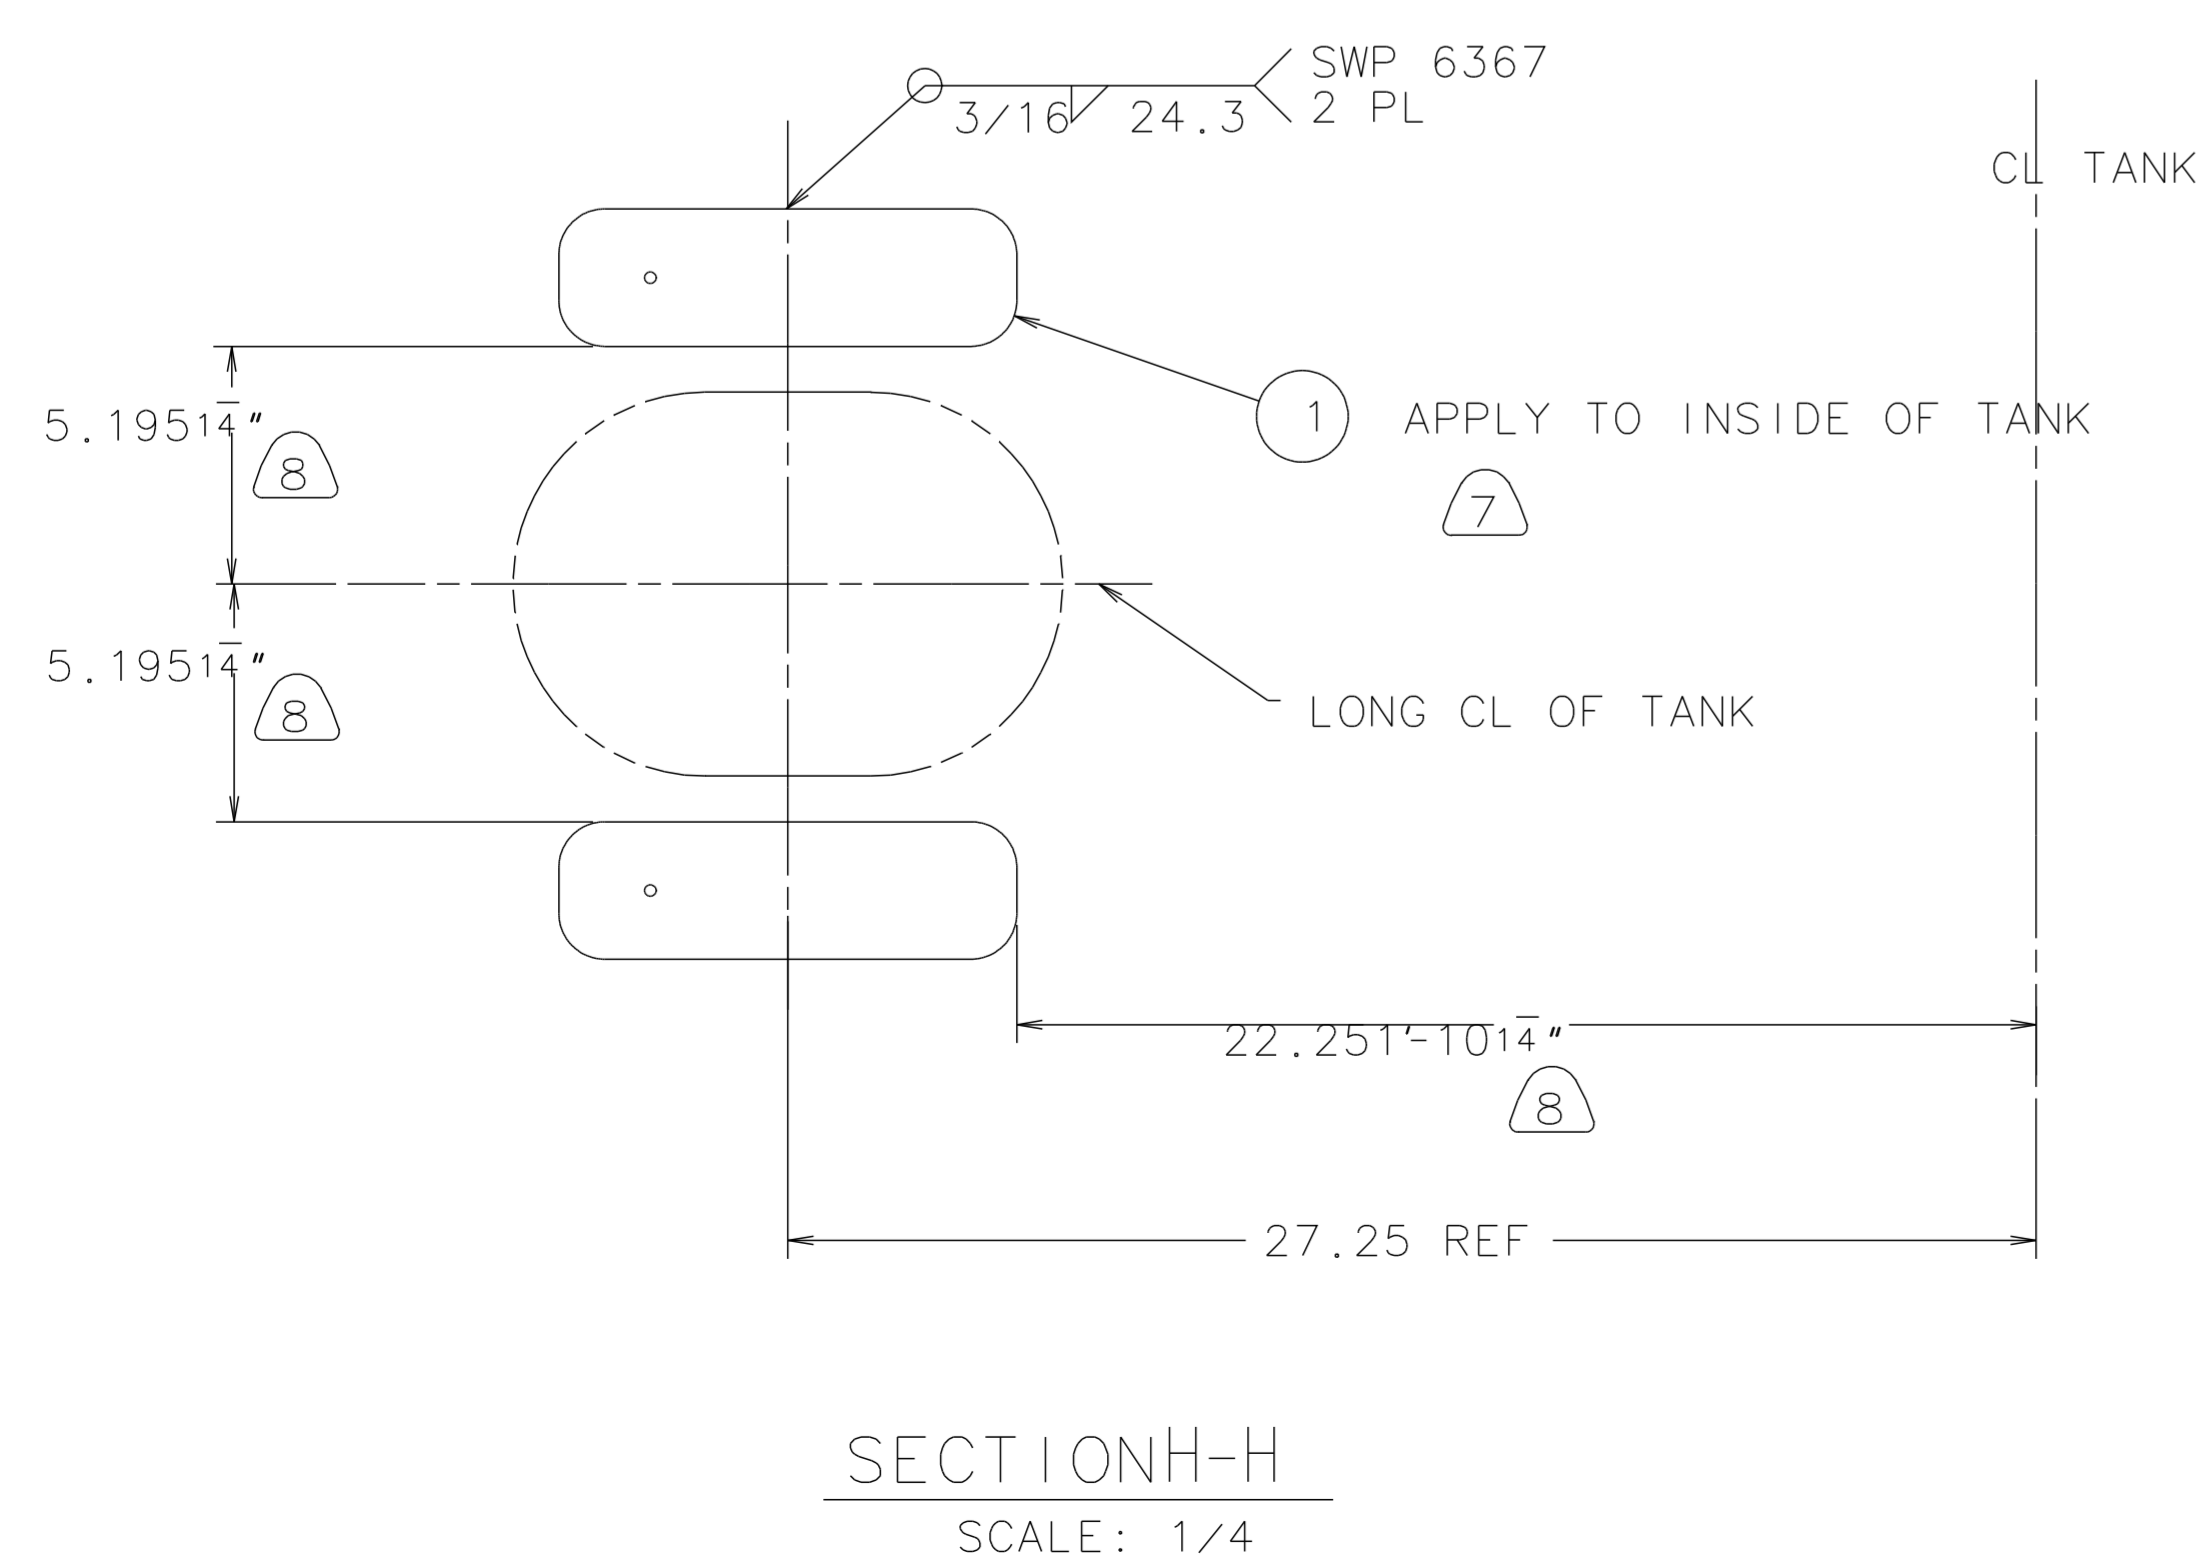 SWP 6367
3/16 24.3
2 PL
CL TANK
5.195 1/4"
8
1 APPLY TO INSIDE OF TANK
7
5.195 1/4"
8
LONG CL OF TANK
22.25 1'-10 1/4"
8
27.25 REF
SECTION H-H
SCALE: 1/4